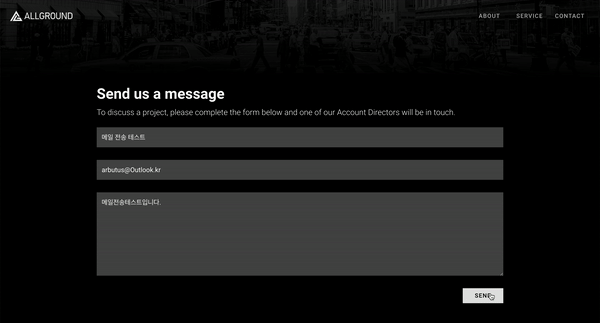 ALLGROUND
ABOUT SERVICE CONTACT
Send us a message
To discuss a project, please complete the form below and one of our Account Directors will be in touch.
메일 전송 테스트
arbutus@Outlook.kr
메일전송테스트입니다.
SEND